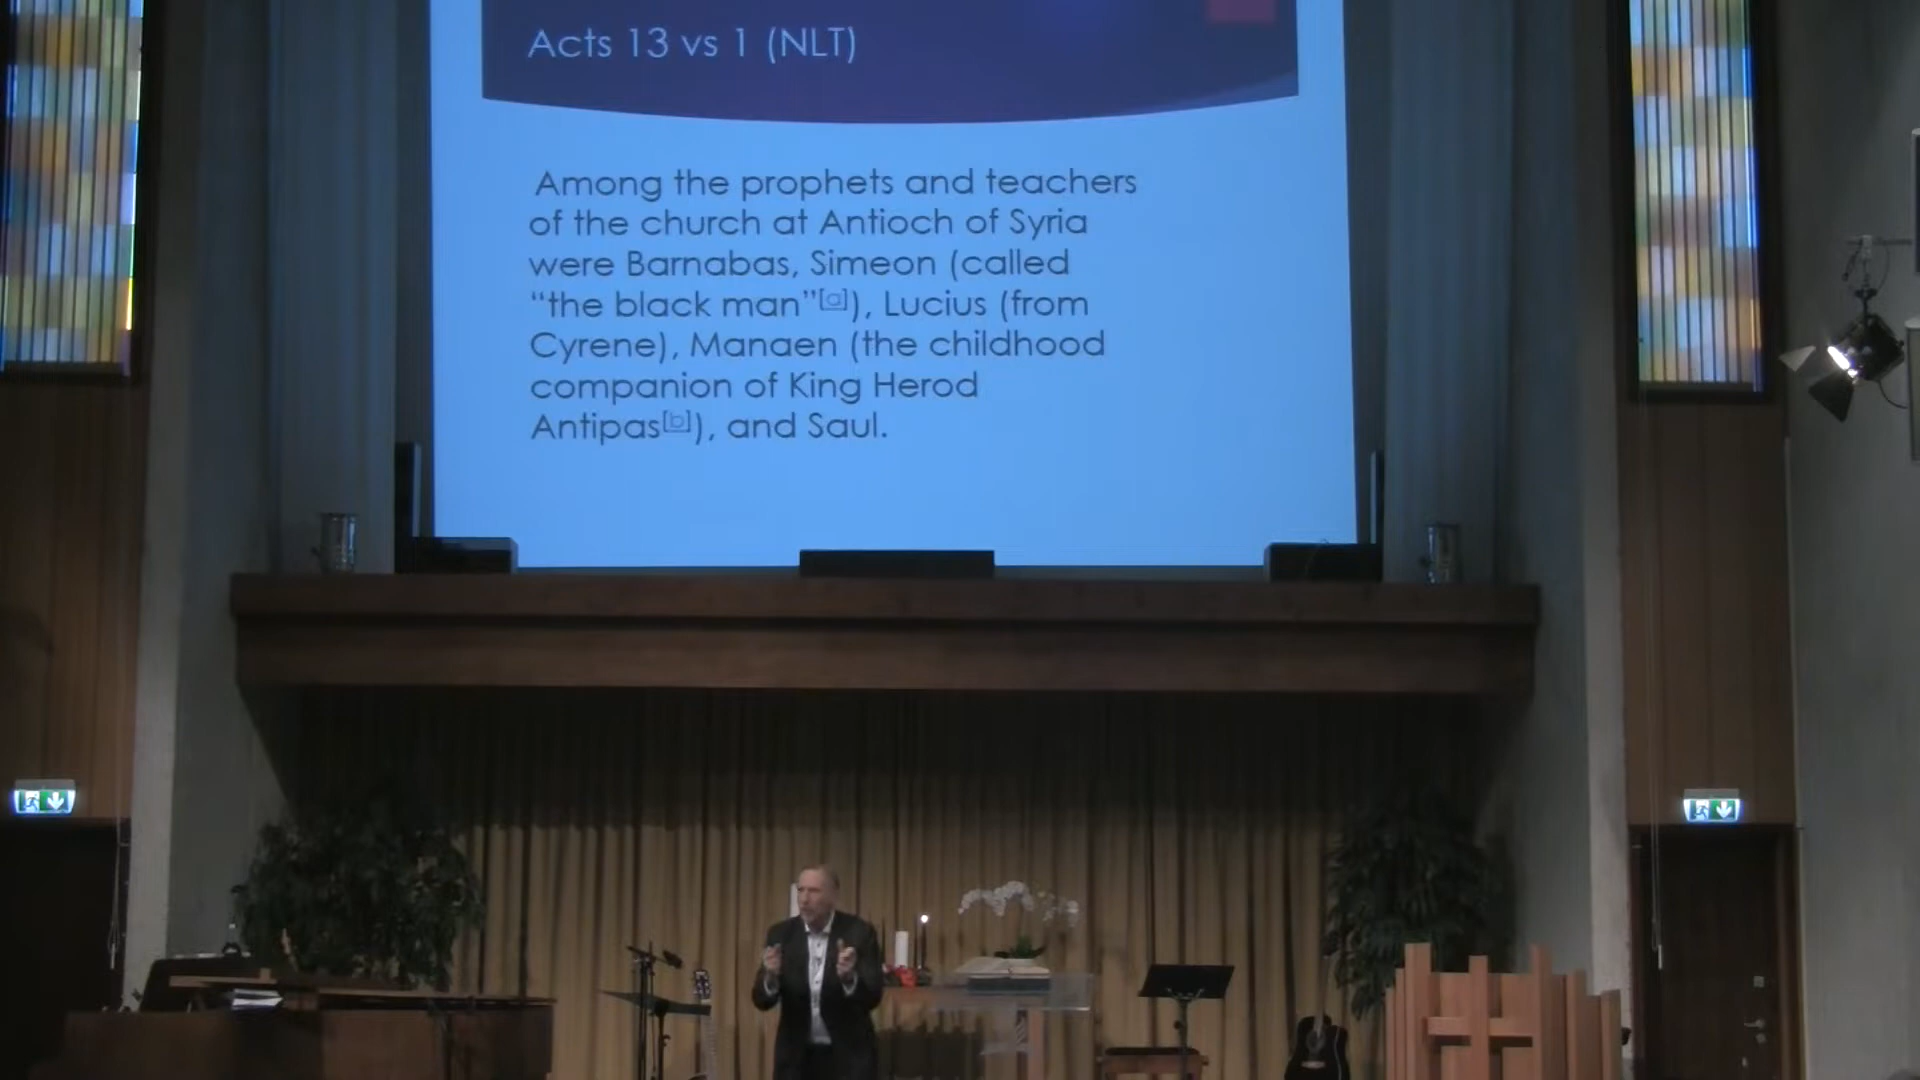 Acts 13 vs 1 (NLT)
Among the prophets and teachers
of the church at Antioch of Syria
were Barnabas, Simeon (called
“the black man”[a]), Lucius (from
Cyrene), Manaen (the childhood
companion of King Herod
Antipas[b]), and Saul.